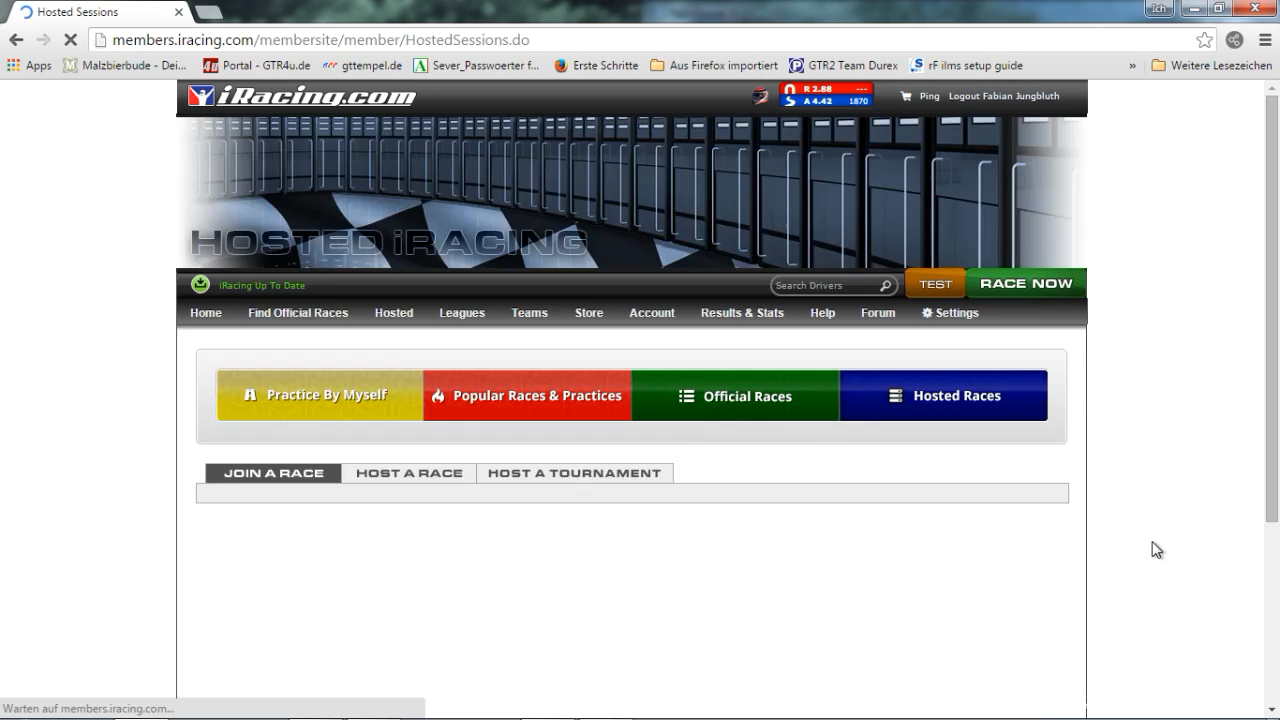 Hosted Sessions
Ich
members.iracing.com/membersite/member/HostedSessions.do
Apps Malzbierbude - Dei... Portal - GTR4u.de gttempel.de Sever_Passwoerter f... Erste Schritte Aus Firefox importiert GTR2 Team Durex rF ilms setup guide » Weitere Lesezeichen
iRacing.com
R 2.88 ---
A 4.42 1870
Ping Logout Fabian Jungbluth
HOSTED iRACING
iRacing Up To Date Search Drivers TEST RACE NOW
Home Find Official Races Hosted Leagues Teams Store Account Results & Stats Help Forum Settings
Practice By Myself Popular Races & Practices Official Races Hosted Races
JOIN A RACE HOST A RACE HOST A TOURNAMENT
Warten auf members.iracing.com...